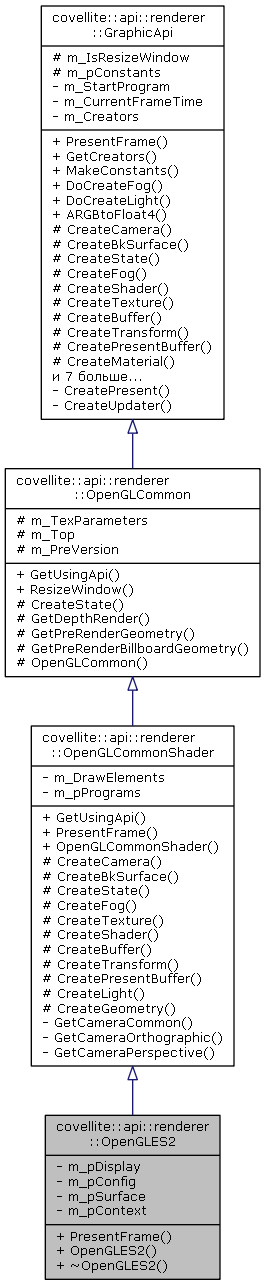 covellite::api::renderer
::GraphicApi
# m_IsResizeWindow
# m_pConstants
- m_StartProgram
- m_CurrentFrameTime
- m_Creators
+ PresentFrame()
+ GetCreators()
+ MakeConstants()
+ DoCreateFog()
+ DoCreateLight()
+ ARGBtoFloat4()
# CreateCamera()
# CreateBkSurface()
# CreateState()
# CreateFog()
# CreateShader()
# CreateTexture()
# CreateBuffer()
# CreateTransform()
# CreatePresentBuffer()
# CreateMaterial()
и 7 больше...
- CreatePresent()
- CreateUpdater()
covellite::api::renderer
::OpenGLCommon
# m_TexParameters
# m_Top
# m_PreVersion
+ GetUsingApi()
+ ResizeWindow()
# CreateState()
# GetDepthRender()
# GetPreRenderGeometry()
# GetPreRenderBillboardGeometry()
# OpenGLCommon()
covellite::api::renderer
::OpenGLCommonShader
- m_DrawElements
- m_pPrograms
+ GetUsingApi()
+ PresentFrame()
+ OpenGLCommonShader()
# CreateCamera()
# CreateBkSurface()
# CreateState()
# CreateFog()
# CreateTexture()
# CreateShader()
# CreateBuffer()
# CreateTransform()
# CreatePresentBuffer()
# CreateLight()
# CreateGeometry()
- GetCameraCommon()
- GetCameraOrthographic()
- GetCameraPerspective()
covellite::api::renderer
::OpenGLES2
- m_pDisplay
- m_pConfig
- m_pSurface
- m_pContext
+ PresentFrame()
+ OpenGLES2()
+ ~OpenGLES2()